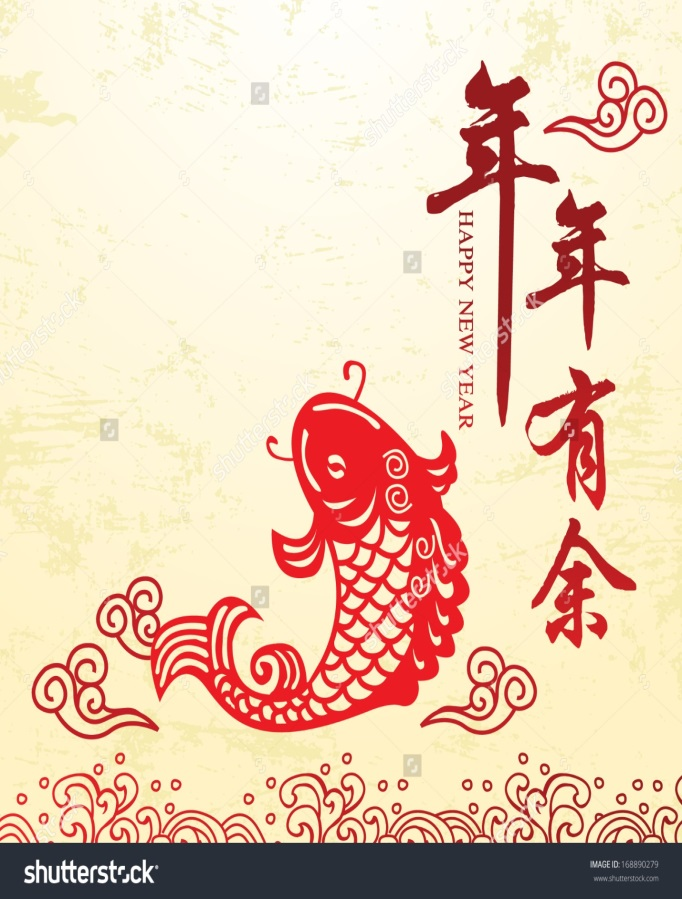 年年有余
HAPPY NEW YEAR
shutterstock
IMAGE ID: 168890279
www.shutterstock.com